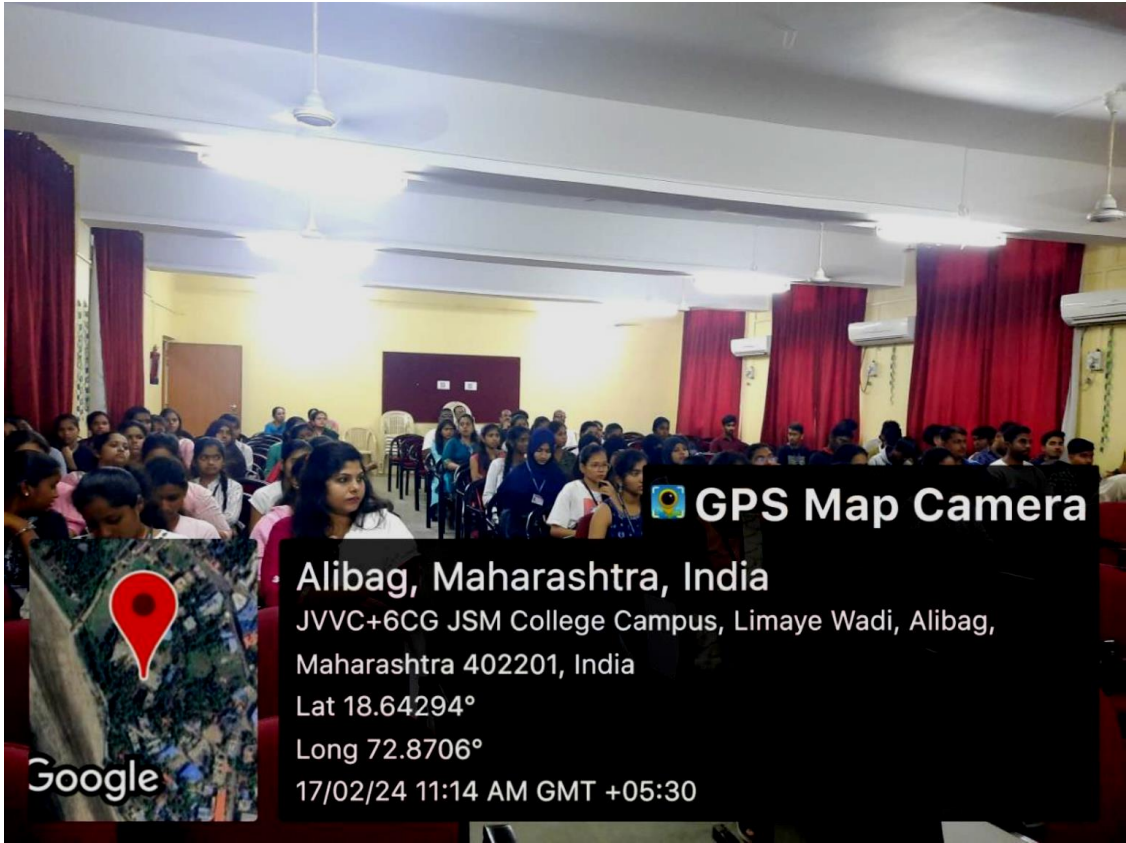 GPS Map Camera
Alibag, Maharashtra, India
JVVC+6CG JSM College Campus, Limaye Wadi, Alibag,
Maharashtra 402201, India
Lat 18.64294°
Long 72.8706°
17/02/24 11:14 AM GMT +05:30
Google